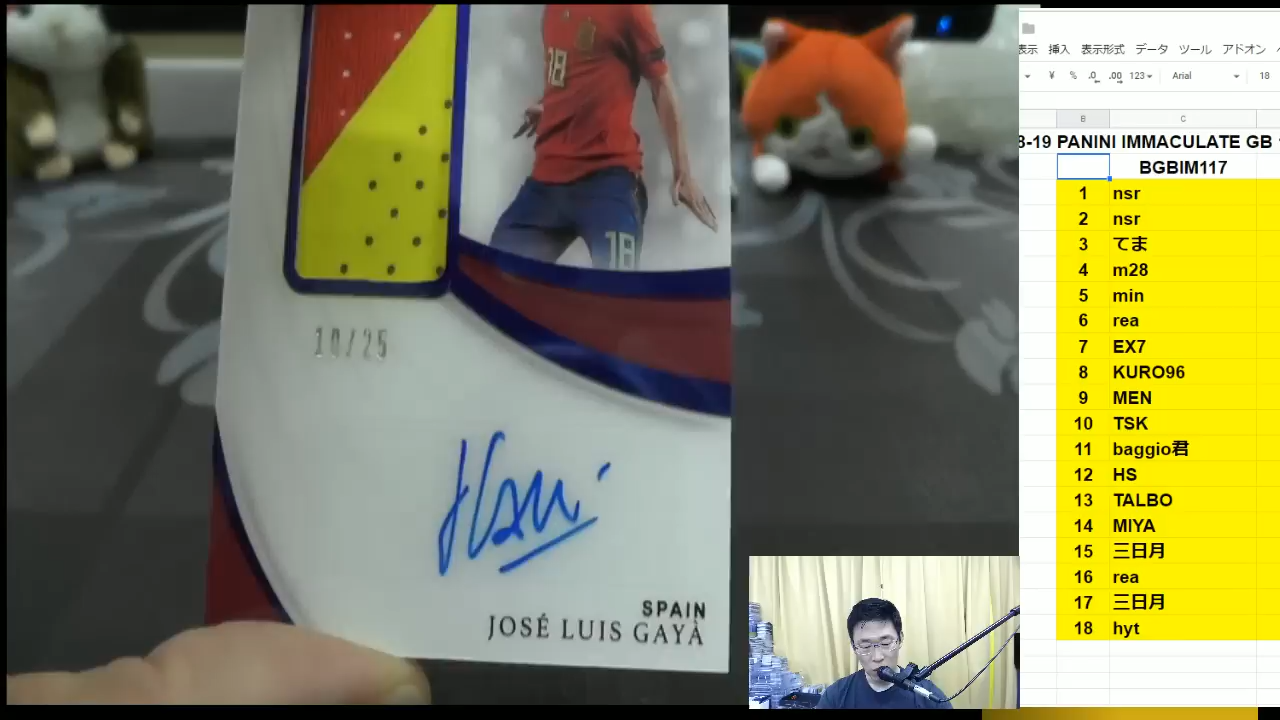 18
18
10/25
SPAIN
JOSÉ LUIS GAYÀ
表示 挿入 表示形式 データ ツール アドオン
¥ % .0 .00 123 Arial 18
B C
8-19 PANINI IMMACULATE GB
BGBIM117
1 nsr
2 nsr
3 てま
4 m28
5 min
6 rea
7 EX7
8 KURO96
9 MEN
10 TSK
11 baggio君
12 HS
13 TALBO
14 MIYA
15 三日月
16 rea
17 三日月
18 hyt